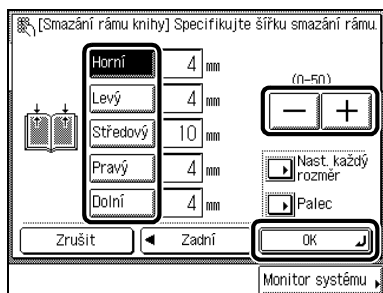 [Smazání rámu knihy] Specifikujte šířku smazání rámu.
Horní 4 mm
(0-50)
Levý 4 mm
− +
Středový 10 mm
Pravý 4 mm
Nast. každý
rozměr
Dolní 4 mm
Palec
Zrušit
Zadní
OK
Monitor systému